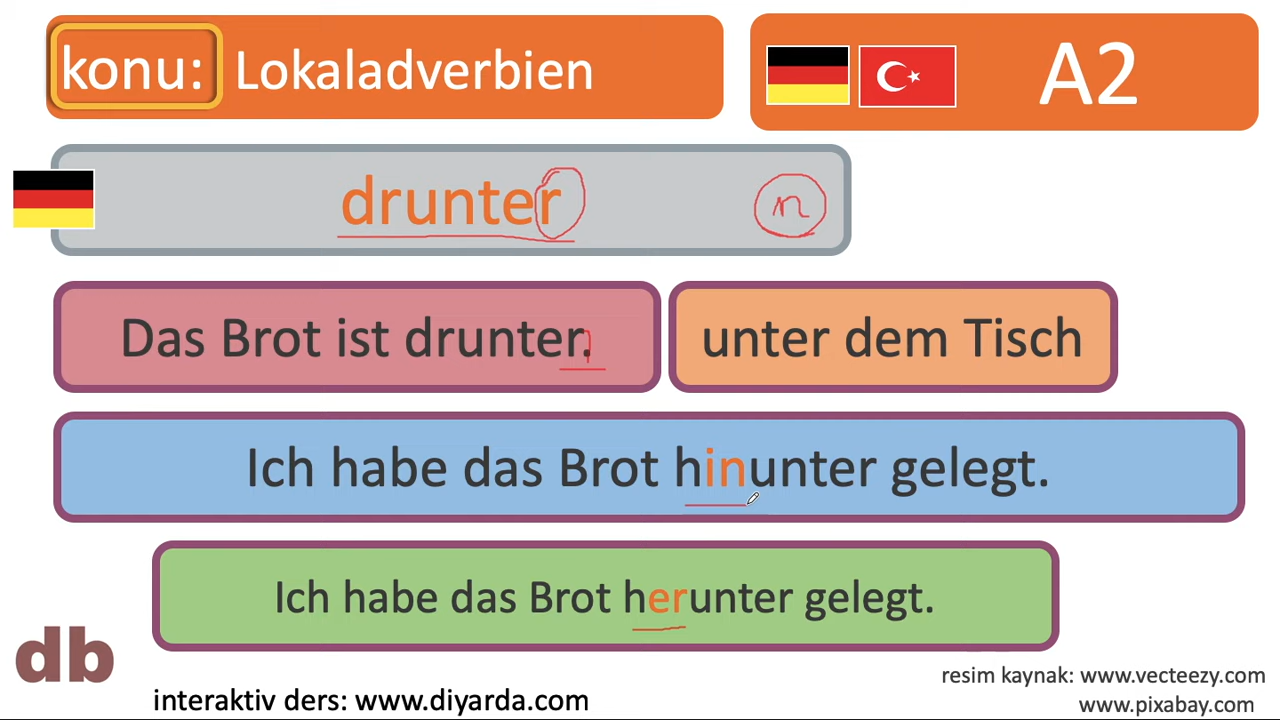 konu: Lokaladverbien
A2
drunter
n
Das Brot ist drunter.
unter dem Tisch
Ich habe das Brot hinunter gelegt.
Ich habe das Brot herunter gelegt.
db
interaktiv ders: www.diyarda.com
resim kaynak: www.vecteezy.com
www.pixabay.com